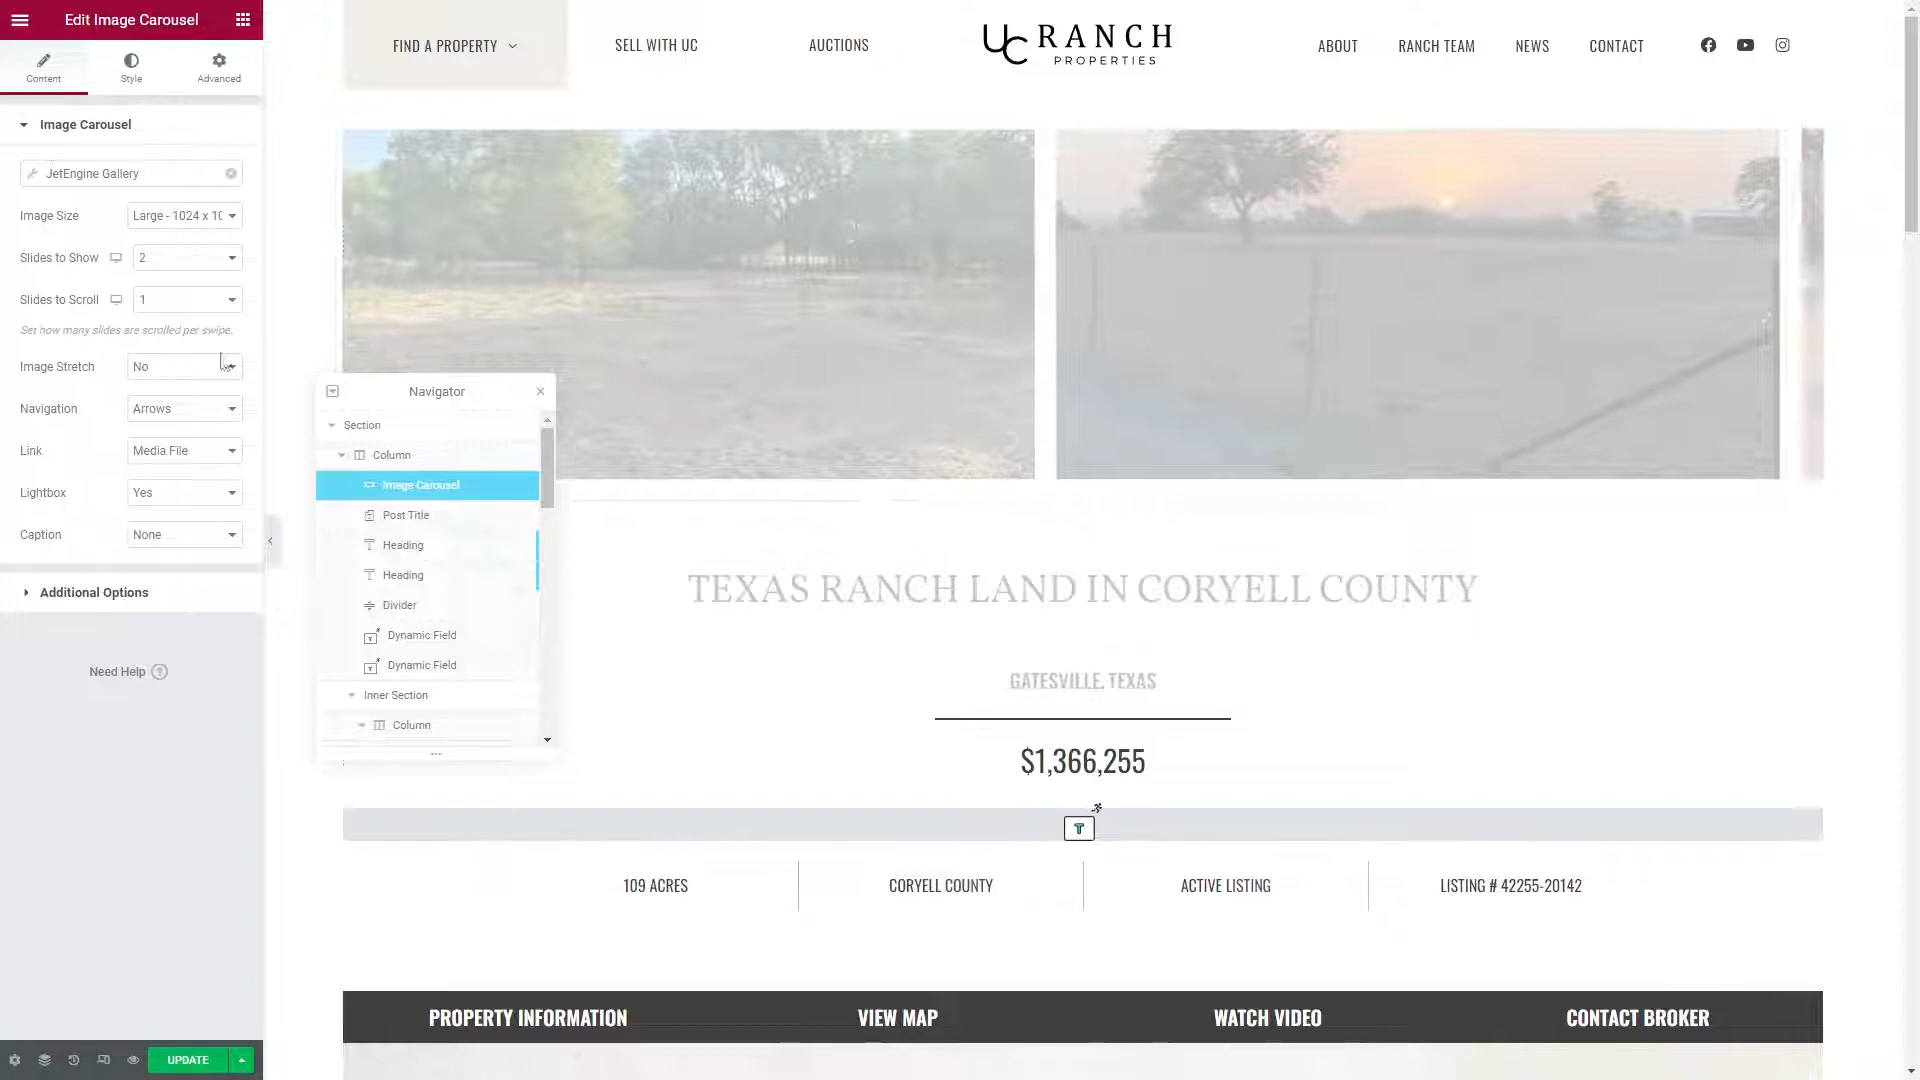 Edit Image Carousel
Content
Style
Advanced
Image Carousel
JetEngine Gallery
Image Size
Large - 1024 x 10
Slides to Show
2
Slides to Scroll
1
Set how many slides are scrolled per swipe.
Image Stretch
No
Navigation
Arrows
Link
Media File
Lightbox
Yes
Caption
None
Additional Options
Need Help
UPDATE
FIND A PROPERTY
SELL WITH UC
AUCTIONS
UC RANCH
PROPERTIES
ABOUT
RANCH TEAM
NEWS
CONTACT
Navigator
Section
Column
Image Carousel
Post Title
Heading
Heading
Divider
Dynamic Field
Dynamic Field
Inner Section
Column
TEXAS RANCH LAND IN CORYELL COUNTY
GATESVILLE, TEXAS
$1,366,255
T
109 ACRES
CORYELL COUNTY
ACTIVE LISTING
LISTING # 42255-20142
PROPERTY INFORMATION
VIEW MAP
WATCH VIDEO
CONTACT BROKER